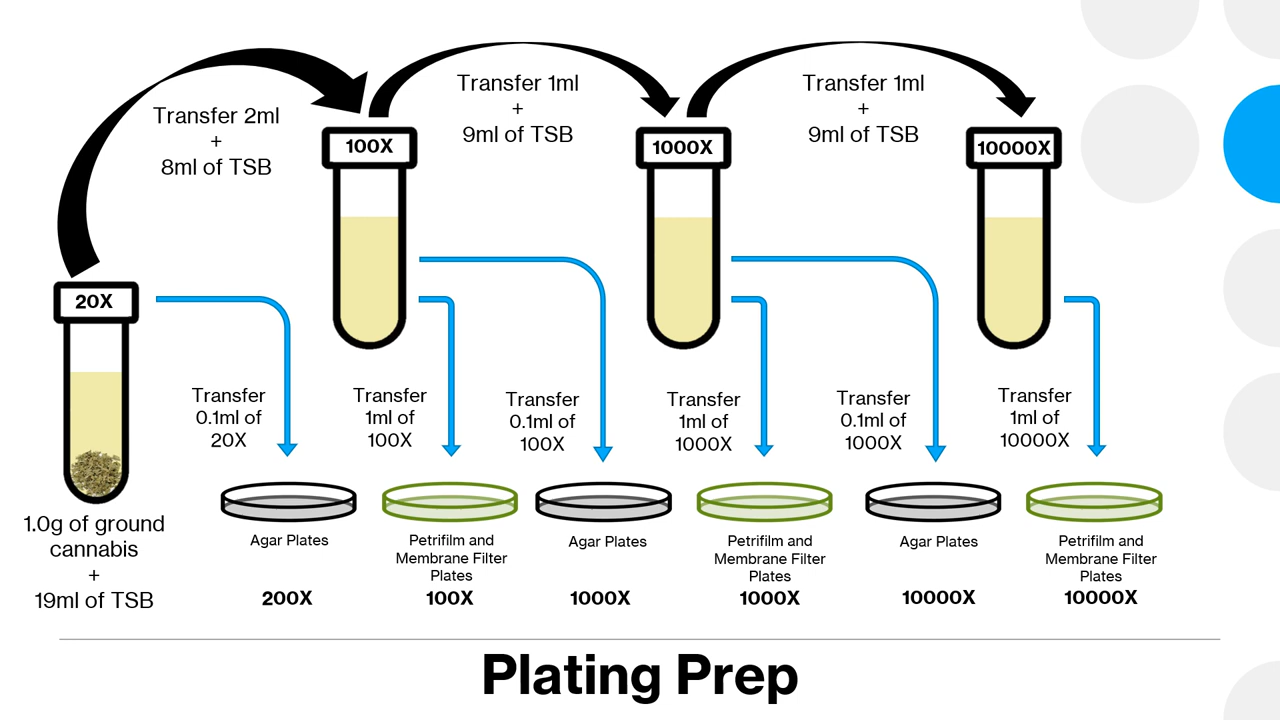 Transfer 2ml
+
8ml of TSB
Transfer 1ml
+
9ml of TSB
Transfer 1ml
+
9ml of TSB
20X
100X
1000X
10000X
1.0g of ground
cannabis
+
19ml of TSB
Transfer
0.1ml of
20X
Transfer
1ml of
100X
Transfer
0.1ml of
100X
Transfer
1ml of
1000X
Transfer
0.1ml of
1000X
Transfer
1ml of
10000X
Agar Plates
200X
Petrifilm and
Membrane Filter
Plates
100X
Agar Plates
1000X
Petrifilm and
Membrane Filter
Plates
1000X
Agar Plates
10000X
Petrifilm and
Membrane Filter
Plates
10000X
Plating Prep